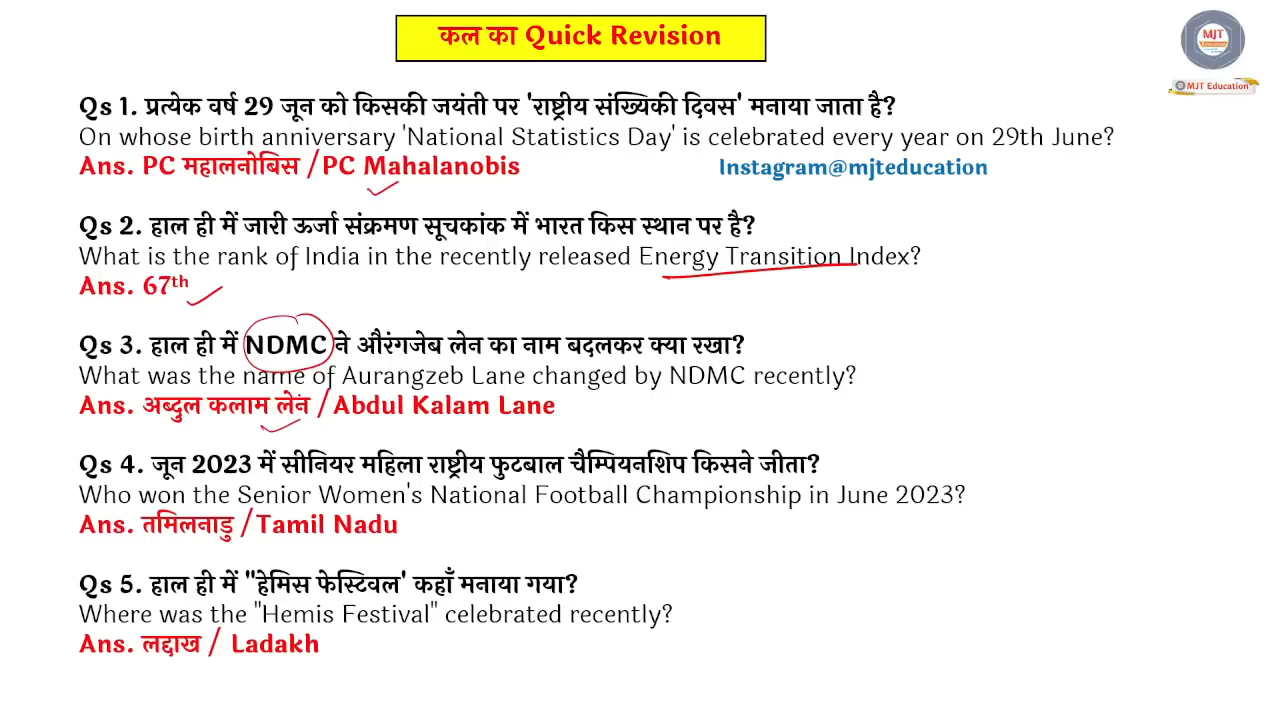 कल का Quick Revision
MJT
Education
MJT Education
Qs 1. प्रत्येक वर्ष 29 जून को किसकी जयंती पर 'राष्ट्रीय संख्यिकी दिवस' मनाया जाता है?
On whose birth anniversary 'National Statistics Day' is celebrated every year on 29th June?
Ans. PC महालनोबिस /PC Mahalanobis
Instagram@mjteducation
Qs 2. हाल ही में जारी ऊर्जा संक्रमण सूचकांक में भारत किस स्थान पर है?
What is the rank of India in the recently released Energy Transition Index?
Ans. 67th
Qs 3. हाल ही में NDMC ने औरंगजेब लेन का नाम बदलकर क्या रखा?
What was the name of Aurangzeb Lane changed by NDMC recently?
Ans. अब्दुल कलाम लेन /Abdul Kalam Lane
Qs 4. जून 2023 में सीनियर महिला राष्ट्रीय फुटबाल चैम्पियनशिप किसने जीता?
Who won the Senior Women's National Football Championship in June 2023?
Ans. तमिलनाडु /Tamil Nadu
Qs 5. हाल ही में "हेमिस फेस्टिवल' कहाँ मनाया गया?
Where was the "Hemis Festival" celebrated recently?
Ans. लद्दाख / Ladakh